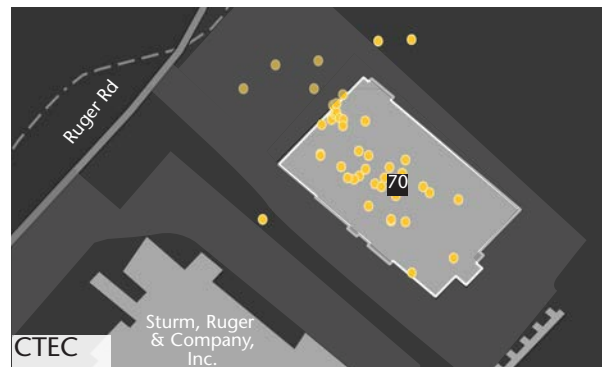 Ruger Rd
70
Sturm, Ruger
& Company,
Inc.
CTEC